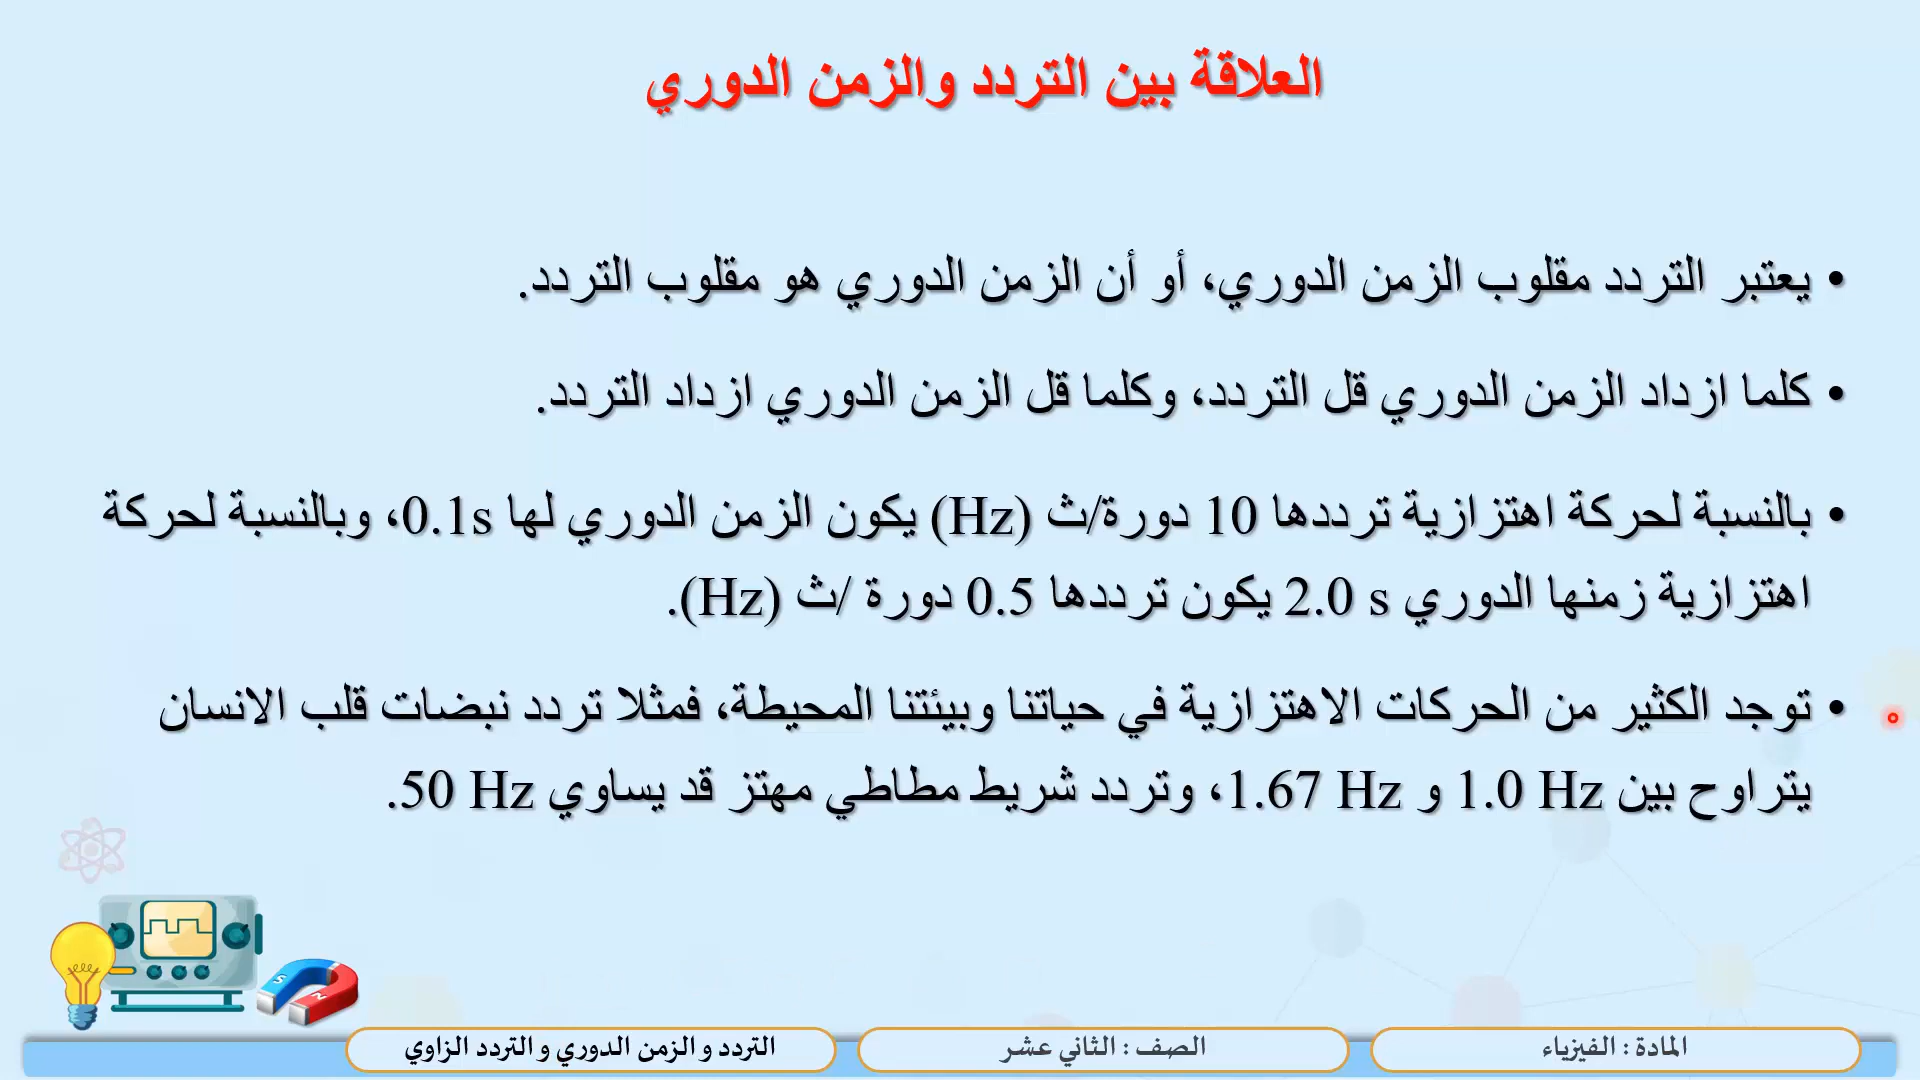 العلاقة بين التردد والزمن الدوري
• يعتبر التردد مقلوب الزمن الدوري، أو أن الزمن الدوري هو مقلوب التردد.
• كلما ازداد الزمن الدوري قل التردد، وكلما قل الزمن الدوري ازداد التردد.
• بالنسبة لحركة اهتزازية ترددها 10 دورة/ث (Hz) يكون الزمن الدوري لها 0.1s، وبالنسبة لحركة
اهتزازية زمنها الدوري 2.0 s يكون ترددها 0.5 دورة /ث (Hz).
• توجد الكثير من الحركات الاهتزازية في حياتنا وبيئتنا المحيطة، فمثلا تردد نبضات قلب الانسان
يتراوح بين 1.0 Hz و 1.67 Hz، وتردد شريط مطاطي مهتز قد يساوي 50 Hz.
S
N
المادة : الفيزياء
الصف : الثاني عشر
التردد و الزمن الدوري و التردد الزاوي